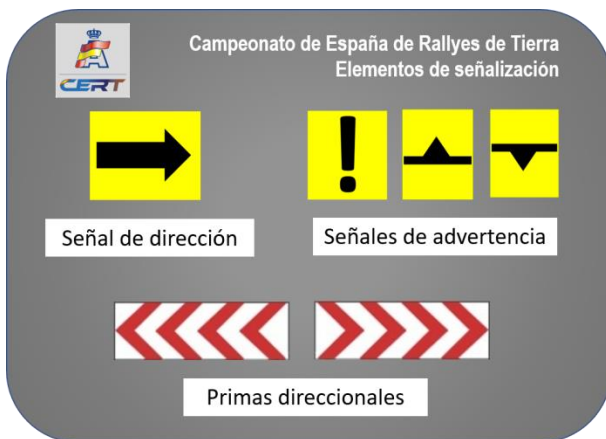 CERT
Campeonato de España de Rallyes de Tierra
Elementos de señalización
!
Señal de dirección
Señales de advertencia
Primas direccionales